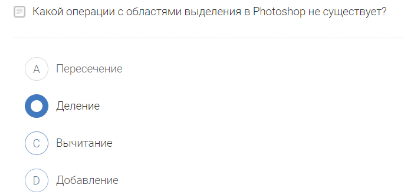 Какой операции с областями выделения в Photoshop не существует?
A Пересечение
Деление
C Вычитание
D Добавление